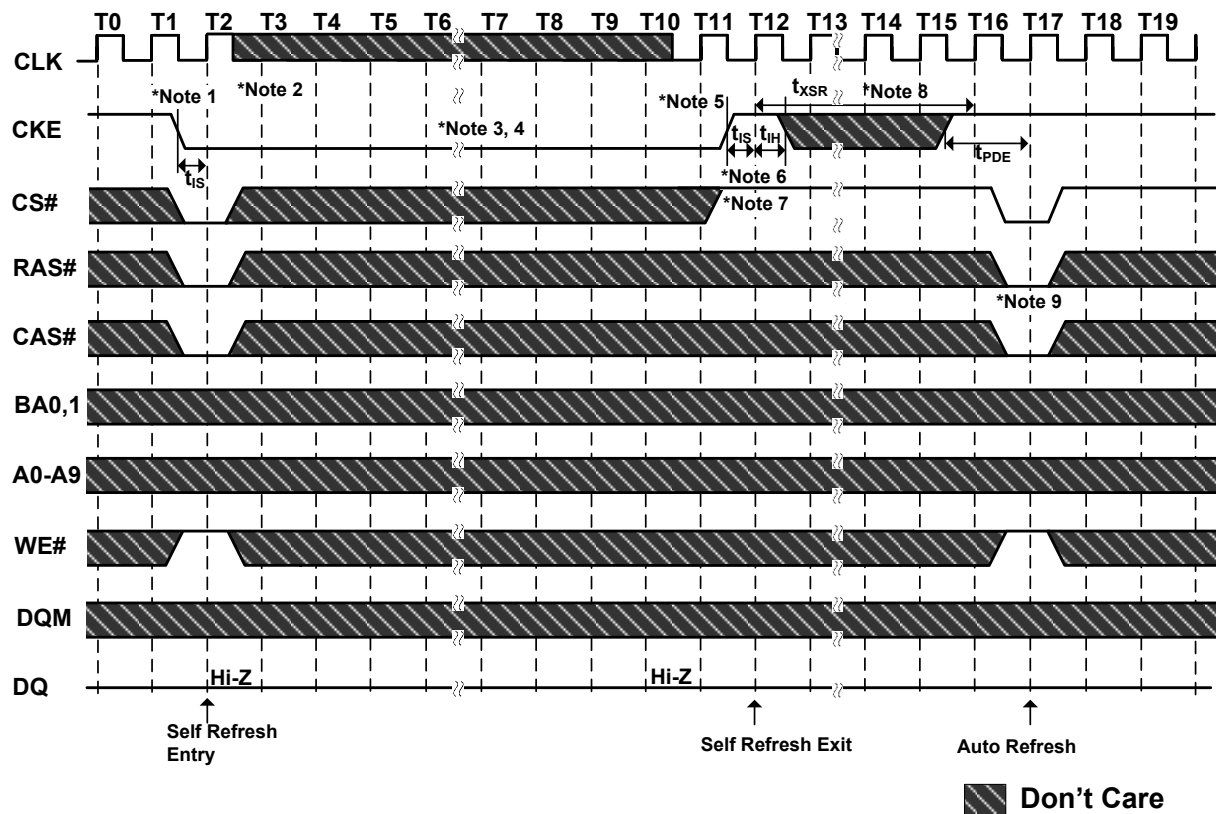 T0 T1 T2 T3 T4 T5 T6 T7 T8 T9 T10 T11 T12 T13 T14 T15 T16 T17 T18 T19
CLK
*Note 1 *Note 2 *Note 5 tXSR *Note 8
CKE *Note 3, 4 tIS tIH
tIS *Note 6 tPDE
CS# *Note 7
RAS#
*Note 9
CAS#
BA0,1
A0-A9
WE#
DQM
Hi-Z Hi-Z
DQ
Self Refresh Entry
Self Refresh Exit
Auto Refresh
Don't Care